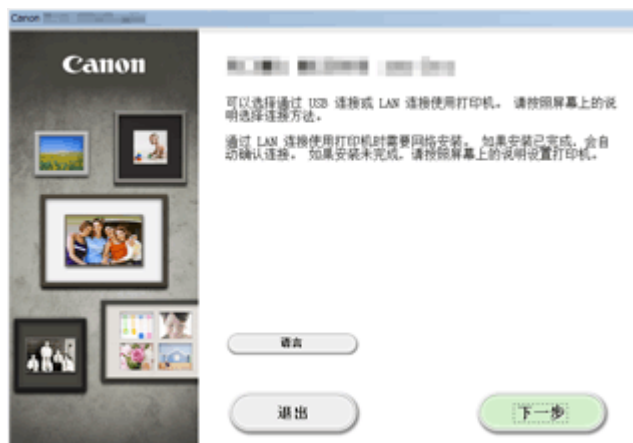 Canon
Canon
可以选择通过 USB 连接或 LAN 连接使用打印机。 请按照屏幕上的说
明选择连接方法。
通过 LAN 连接使用打印机时需要网络安装。 如果安装已完成，会自
动确认连接。 如果安装未完成，请按照屏幕上的说明设置打印机。
语言
退出
下一步